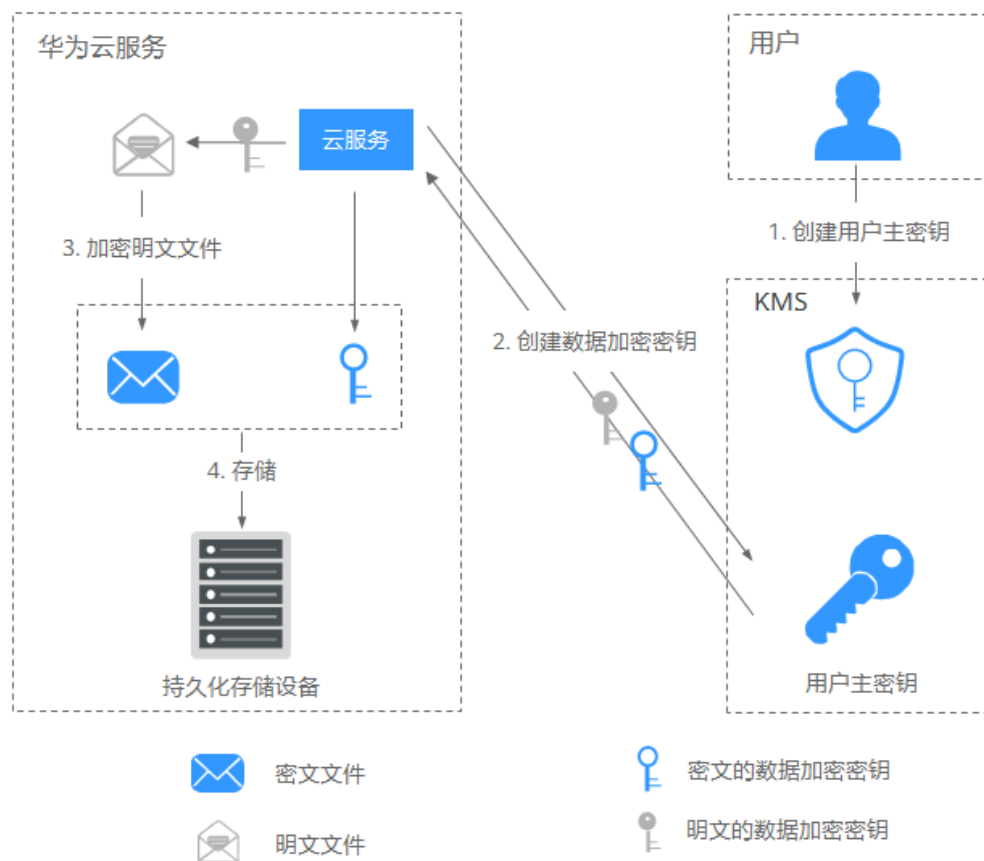 华为云服务
用户
云服务
1. 创建用户主密钥
3. 加密明文文件
KMS
2. 创建数据加密密钥
4. 存储
持久化存储设备
用户主密钥
密文文件
密文的数据加密密钥
明文文件
明文的数据加密密钥